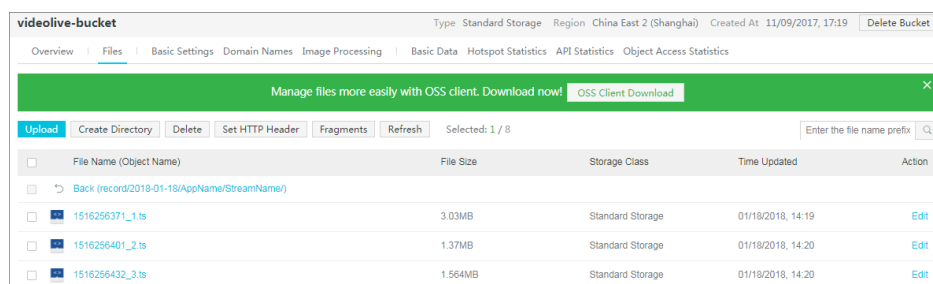 videolive-bucket Type Standard Storage Region China East 2 (Shanghai) Created At 11/09/2017, 17:19 Delete Bucket
Overview Files Basic Settings Domain Names Image Processing Basic Data Hotspot Statistics API Statistics Object Access Statistics
Manage files more easily with OSS client. Download now! OSS Client Download
Upload Create Directory Delete Set HTTP Header Fragments Refresh Selected: 1 / 8 Enter the file name prefix
File Name (Object Name) File Size Storage Class Time Updated Action
Back (record/2018-01-18/AppName/StreamName/)
1516256371_1.ts 3.03MB Standard Storage 01/18/2018, 14:19 Edit
1516256401_2.ts 1.37MB Standard Storage 01/18/2018, 14:20 Edit
1516256432_3.ts 1.564MB Standard Storage 01/18/2018, 14:20 Edit